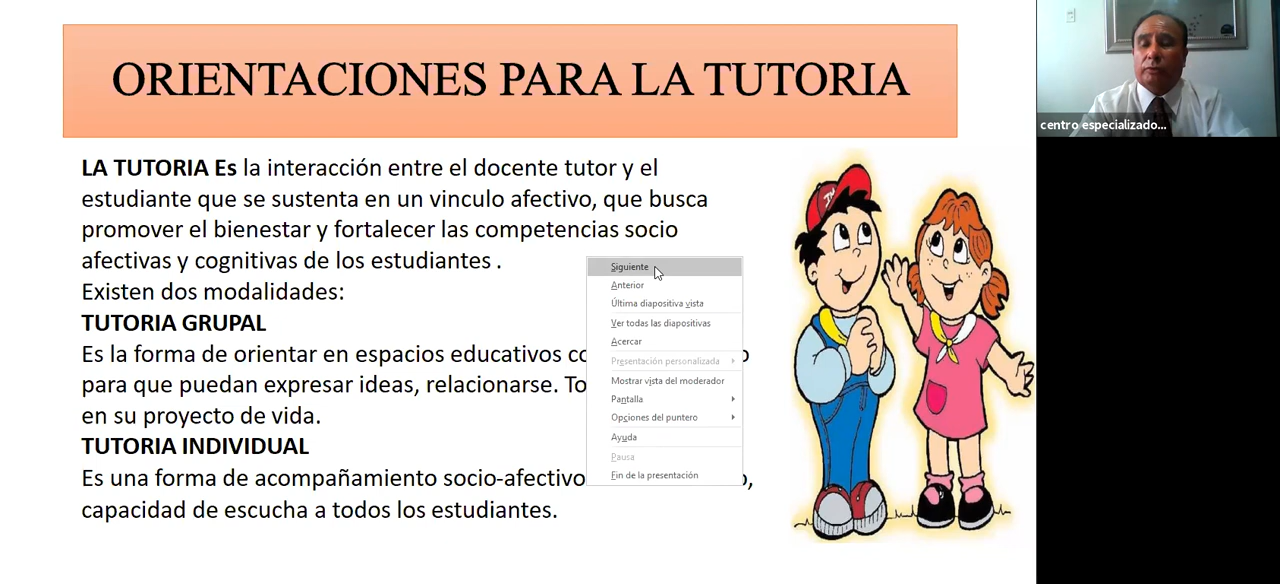 ORIENTACIONES PARA LA TUTORIA
LA TUTORIA Es la interacción entre el docente tutor y el
estudiante que se sustenta en un vinculo afectivo, que busca
promover el bienestar y fortalecer las competencias socio
afectivas y cognitivas de los estudiantes .
Existen dos modalidades:
TUTORIA GRUPAL
Es la forma de orientar en espacios educativos
para que puedan expresar ideas, relacionarse.
en su proyecto de vida.
TUTORIA INDIVIDUAL
Es una forma de acompañamiento socio-afectivo
capacidad de escucha a todos los estudiantes.
Siguiente
Anterior
Última diapositiva vista
Ver todas las diapositivas
Acercar
Presentación personalizada
Mostrar vista del moderador
Pantalla
Opciones del puntero
Ayuda
Pausa
Fin de la presentación
centro especializado...